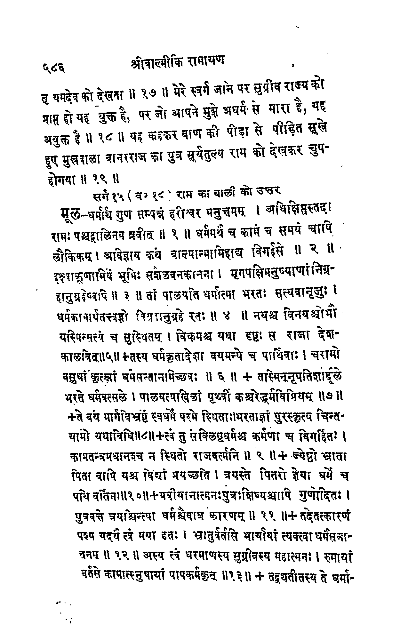 ५८६ श्रीवाल्मीकि रामायण
तृ यमदेव को देखता ॥ १७ ॥ मेरे स्वर्ग जाने पर सुग्रीव राज्य को
प्राप्त हो यह युक्त है, पर जो आपने मुझे अधर्म से मारा है, यह
अयुक्त है ॥ १८ ॥ यह कहकर बाण की पीड़ा से पीड़ित सूखे
हुए मुखवाला वानरराज का पुत्र सूर्यतुल्य राम को देखकर चुप-
होगया ॥ १९ ॥
सर्ग १५ (व० १८) राम का बाली को उत्तर
मूल—धर्मार्थ गुण सम्पन्नं हरीश्वर मनुत्तमम् । अधिक्षिप्तस्तदा
रामः पश्चाद्वालिनम ब्रवीत् ॥ १ ॥ धर्ममर्थं च कामं च समयं चापि
लौकिकम् । अविज्ञाय कथं बाल्यान्मामिहाद्य विगर्हसे ॥ २ ॥
इक्ष्वाकूणामियं भूमिः सशैलवनकानना । मृगपक्षिमनुष्याणांनिग्र-
हानुग्रहेष्वपि ॥ ३ ॥ तां पालयति धर्मात्मा भरतः सत्यवानृजुः ।
धर्मकामार्थतत्त्वज्ञो निग्रहानुग्रहे रतः ॥ ४ ॥ नयश्च विनयश्चोभौ
यस्मिन्सत्यं च सुस्थितम् । विक्रमश्च यथा दृष्टः स राजा देश-
कालवित्॥५॥+तस्य धर्मकृतादेशा वयमन्ये च पार्थिवाः । चरामो
वसुधां कृत्स्नां धर्मसन्तानमिच्छवः ॥ ६ ॥ + तस्मिन्नृपतिशार्दूले
भरते धर्मवत्सले । पालयत्यखिलां पृथ्वीं कश्चरेद्धर्मविप्रियम् ॥ ७ ॥
+ते वयं मार्गविभ्रष्टं स्वधर्मे परमे स्थिताः।भरताज्ञां पुरस्कृत्य चिन्त-
यामो यथाविधि॥८॥+त्वं तु संक्लिष्टधर्मश्च कर्मणा च विगर्हितः ।
कामतन्त्रप्रधानश्च न स्थितो राजवर्त्मनि ॥ ९ ॥ +ज्येष्ठो भ्राता
पिता वापि यश्च विद्यां प्रयच्छति । त्रयस्ते पितरो ज्ञेया धर्मे च
पथि वर्तिनः॥१०॥+यवीयानात्मनःपुत्रःशिष्यश्चापि गुणोदितः ।
पुत्रवत्ते त्रयश्चिन्त्या धर्मश्चैवात्र कारणम् ॥ ११ ॥+तदेतत्कारणं
पश्य यदर्थं त्वं मया हतः । भ्रातुर्वर्तसि भार्यायां त्यक्त्वा धर्मंसना-
तनम् ॥ १२ ॥ अस्य त्वं धरमाणस्य सुग्रीवस्य महात्मनः । रुमायां
वर्तसे कामात्स्नुषायां पापकर्मकृत् ॥१३॥+ तद्व्यतीतस्य ते धर्मा-